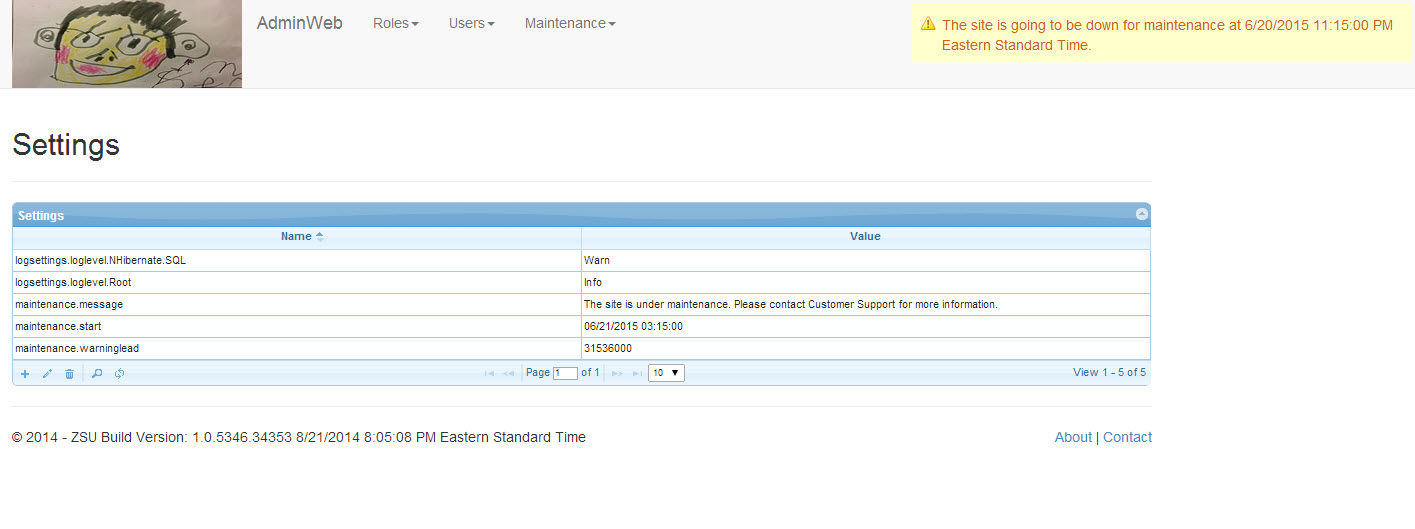 AdminWeb Roles Users Maintenance
The site is going to be down for maintenance at 6/20/2015 11:15:00 PM
Eastern Standard Time.
Settings
Settings
Name Value
logsettings.loglevel.NHibernate.SQL Warn
logsettings.loglevel.Root Info
maintenance.message The site is under maintenance. Please contact Customer Support for more information.
maintenance.start 06/21/2015 03:15:00
maintenance.warninglead 31536000
Page 1 of 1 10 View 1 - 5 of 5
© 2014 - ZSU Build Version: 1.0.5346.34353 8/21/2014 8:05:08 PM Eastern Standard Time About | Contact